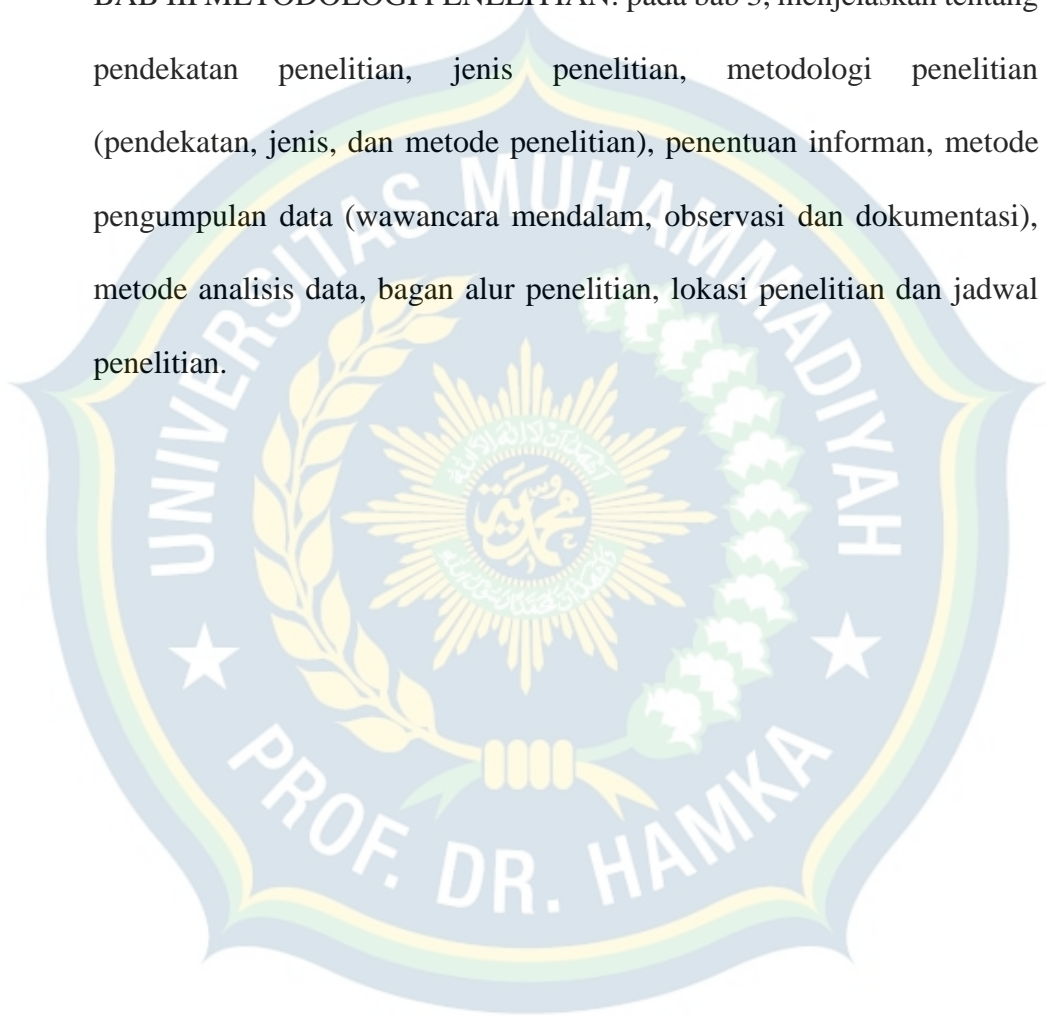 BAB III METODOLOGI PENELITIAN: pada bab 3, menjelaskan tentang
pendekatan penelitian, jenis penelitian, metodologi penelitian
(pendekatan, jenis, dan metode penelitian), penentuan informan, metode
pengumpulan data (wawancara mendalam, observasi dan dokumentasi),
metode analisis data, bagan alur penelitian, lokasi penelitian dan jadwal
penelitian.
UNIVERSITAS MUHAMMADIYAH
PROF. DR. HAMKA